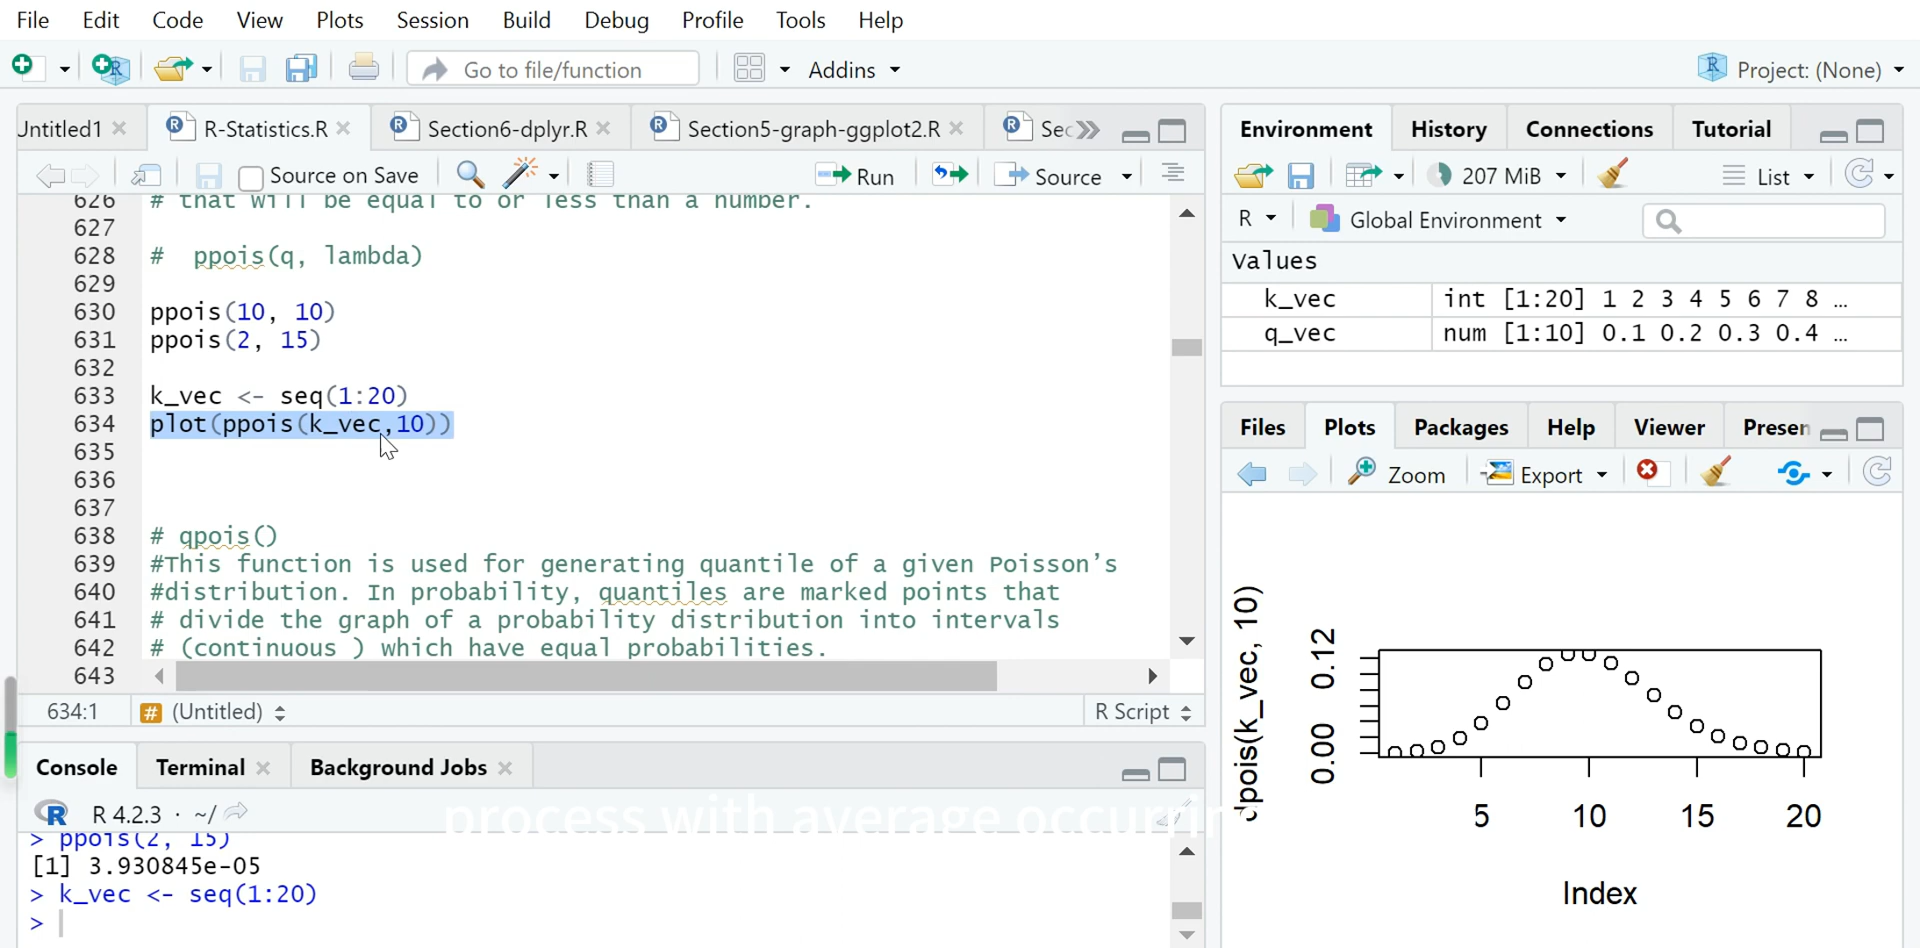 File Edit Code View Plots Session Build Debug Profile Tools Help
Go to file/function Addins Project: (None)
Untitled1 R-Statistics.R Section6-dplyr.R Section5-graph-ggplot2.R Sec
Source on Save Run Source
626 # that will be equal to or less than a number.
627
628 # ppois(q, lambda)
629
630 ppois(10, 10)
631 ppois(2, 15)
632
633 k_vec <- seq(1:20)
634 plot(ppois(k_vec,10))
635
636
637
638 # qpois()
639 #This function is used for generating quantile of a given Poisson’s
640 #distribution. In probability, quantiles are marked points that
641 # divide the graph of a probability distribution into intervals
642 # (continuous ) which have equal probabilities.
643
634:1 # (Untitled) R Script
Console Terminal Background Jobs
R 4.2.3 · ~/
> ppois(2, 15)
[1] 3.930845e-05
> k_vec <- seq(1:20)
>
process with average occurrin
Environment History Connections Tutorial
207 MiB List
R Global Environment
Values
k_vec int [1:20] 1 2 3 4 5 6 7 8 ...
q_vec num [1:10] 0.1 0.2 0.3 0.4 ...
Files Plots Packages Help Viewer Presen
Zoom Export
dpois(k_vec, 10)
0.00 0.12
5 10 15 20
Index